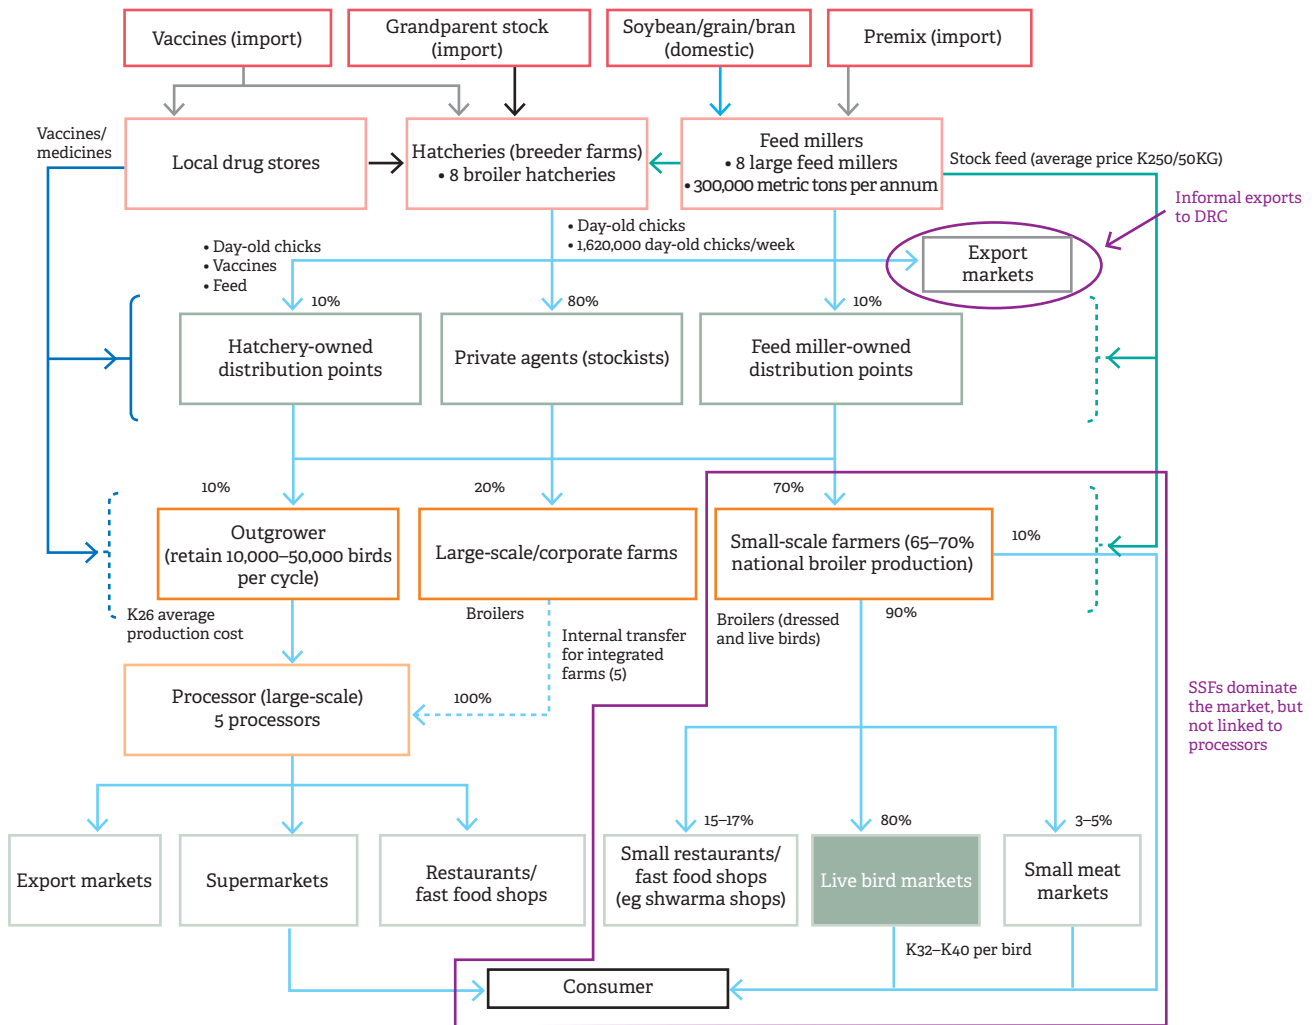 Vaccines (import)
Grandparent stock
(import)
Soybean/grain/bran
(domestic)
Premix (import)
Vaccines/
medicines
Local drug stores
Hatcheries (breeder farms)
• 8 broiler hatcheries
Feed millers
• 8 large feed millers
• 300,000 metric tons per annum
Stock feed (average price K250/50KG)
Informal exports
to DRC
• Day-old chicks
• Vaccines
• Feed
• Day-old chicks
• 1,620,000 day-old chicks/week
Export
markets
10%
80%
10%
Hatchery-owned
distribution points
Private agents (stockists)
Feed miller-owned
distribution points
10%
20%
70%
Outgrower
(retain 10,000–50,000 birds
per cycle)
Large-scale/corporate farms
Small-scale farmers (65–70%
national broiler production)
10%
K26 average
production cost
Broilers
Internal transfer
for integrated
farms (5)
Broilers (dressed
and live birds)
90%
Processor (large-scale)
5 processors
100%
SSFs dominate
the market, but
not linked to
processors
15–17%
80%
3–5%
Export markets
Supermarkets
Restaurants/
fast food shops
Small restaurants/
fast food shops
(eg shwarma shops)
Live bird markets
Small meat
markets
K32–K40 per bird
Consumer